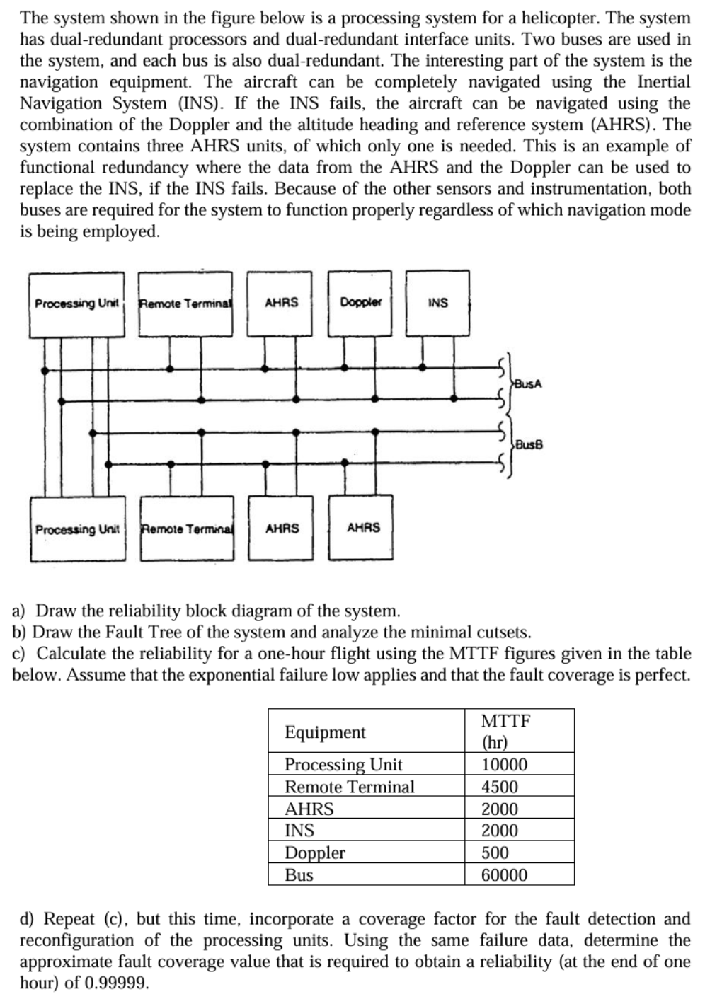 The system shown in the figure below is a processing system for a helicopter. The system
has dual-redundant processors and dual-redundant interface units. Two buses are used in
the system, and each bus is also dual-redundant. The interesting part of the system is the
navigation equipment. The aircraft can be completely navigated using the Inertial
Navigation System (INS). If the INS fails, the aircraft can be navigated using the
combination of the Doppler and the altitude heading and reference system (AHRS). The
system contains three AHRS units, of which only one is needed. This is an example of
functional redundancy where the data from the AHRS and the Doppler can be used to
replace the INS, if the INS fails. Because of the other sensors and instrumentation, both
buses are required for the system to function properly regardless of which navigation mode
is being employed.
Processing Unit
Remote Terminal
AHRS
Doppler
INS
BusA
BusB
Processing Unit
Remote Terminal
AHRS
AHRS
a) Draw the reliability block diagram of the system.
b) Draw the Fault Tree of the system and analyze the minimal cutsets.
c) Calculate the reliability for a one-hour flight using the MTTF figures given in the table
below. Assume that the exponential failure low applies and that the fault coverage is perfect.
Equipment
MTTF
(hr)
Processing Unit 10000
Remote Terminal 4500
AHRS 2000
INS 2000
Doppler 500
Bus 60000
d) Repeat (c), but this time, incorporate a coverage factor for the fault detection and
reconfiguration of the processing units. Using the same failure data, determine the
approximate fault coverage value that is required to obtain a reliability (at the end of one
hour) of 0.99999.